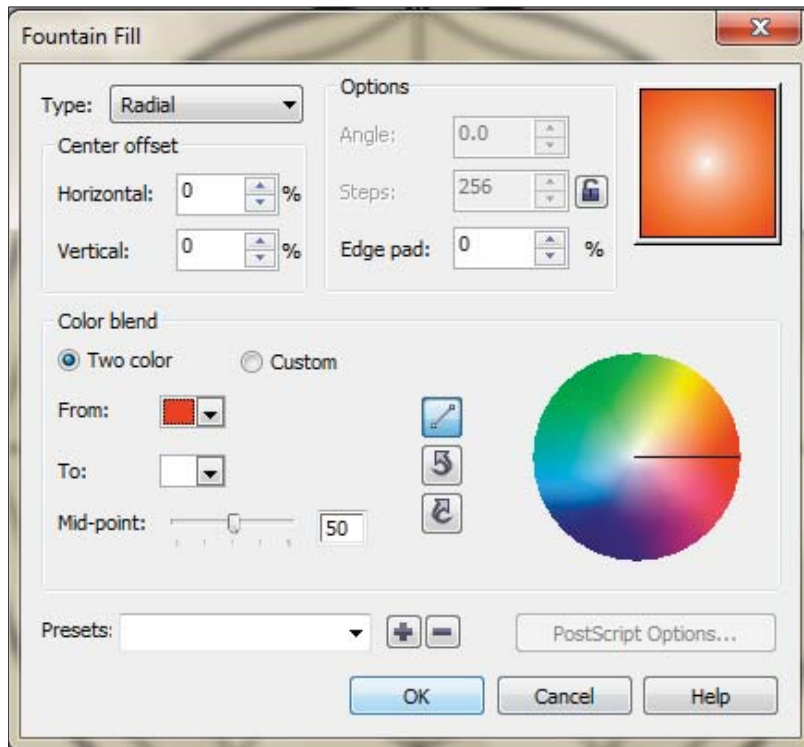 Fountain Fill
Type: Radial
Center offset
Horizontal: 0 %
Vertical: 0 %
Options
Angle: 0.0
Steps: 256
Edge pad: 0 %
Color blend
Two color Custom
From:
To:
Mid-point: 50
Presets:
PostScript Options...
OK Cancel Help